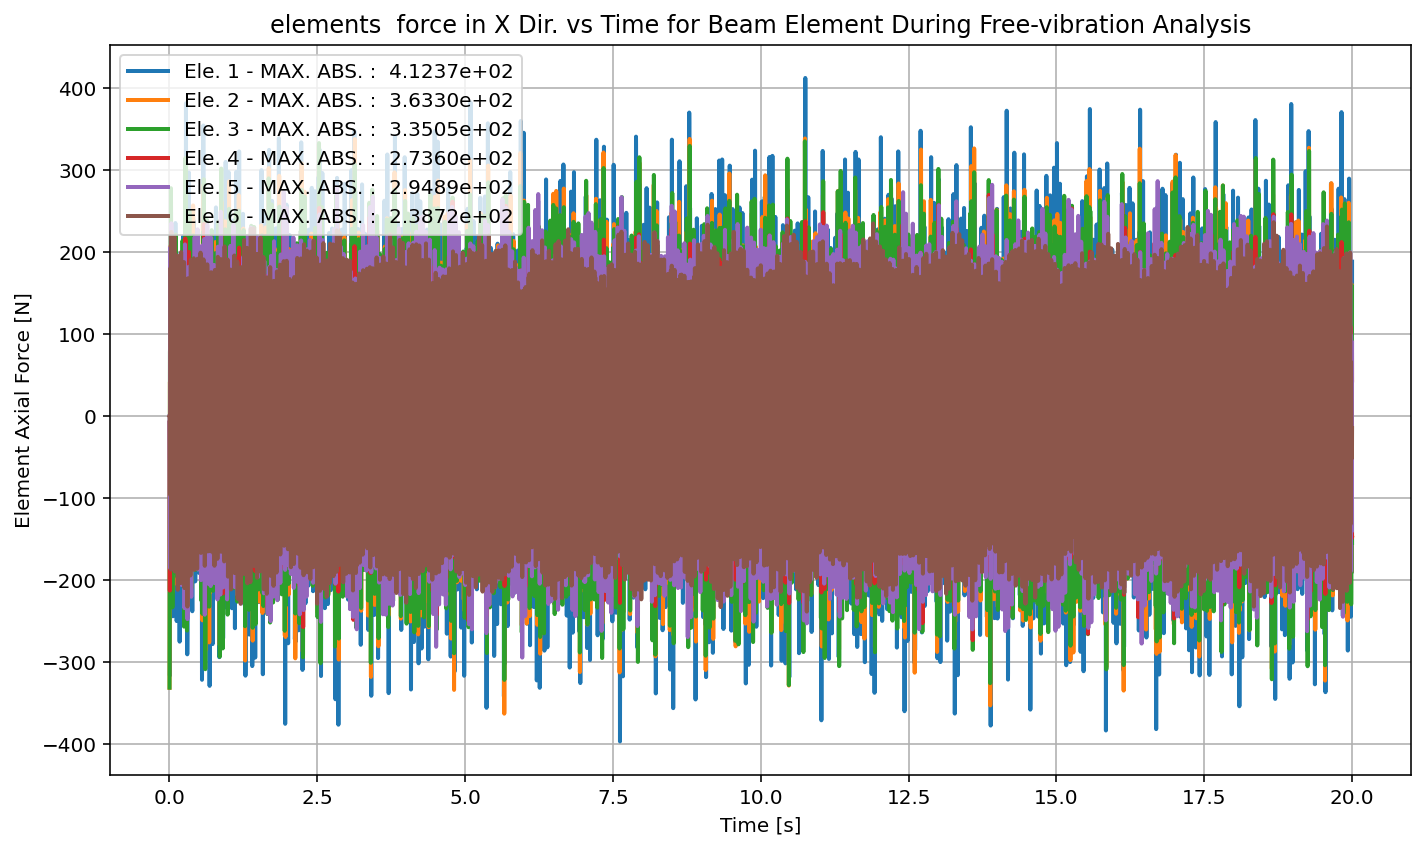 elements  force in X Dir. vs Time for Beam Element During Free-vibration Analysis
Ele. 1 - MAX. ABS. :  4.1237e+02
Ele. 2 - MAX. ABS. :  3.6330e+02
Ele. 3 - MAX. ABS. :  3.3505e+02
Ele. 4 - MAX. ABS. :  2.7360e+02
Ele. 5 - MAX. ABS. :  2.9489e+02
Ele. 6 - MAX. ABS. :  2.3872e+02
Element Axial Force [N]
400
300
200
100
0
−100
−200
−300
−400
0.0 2.5 5.0 7.5 10.0 12.5 15.0 17.5 20.0
Time [s]